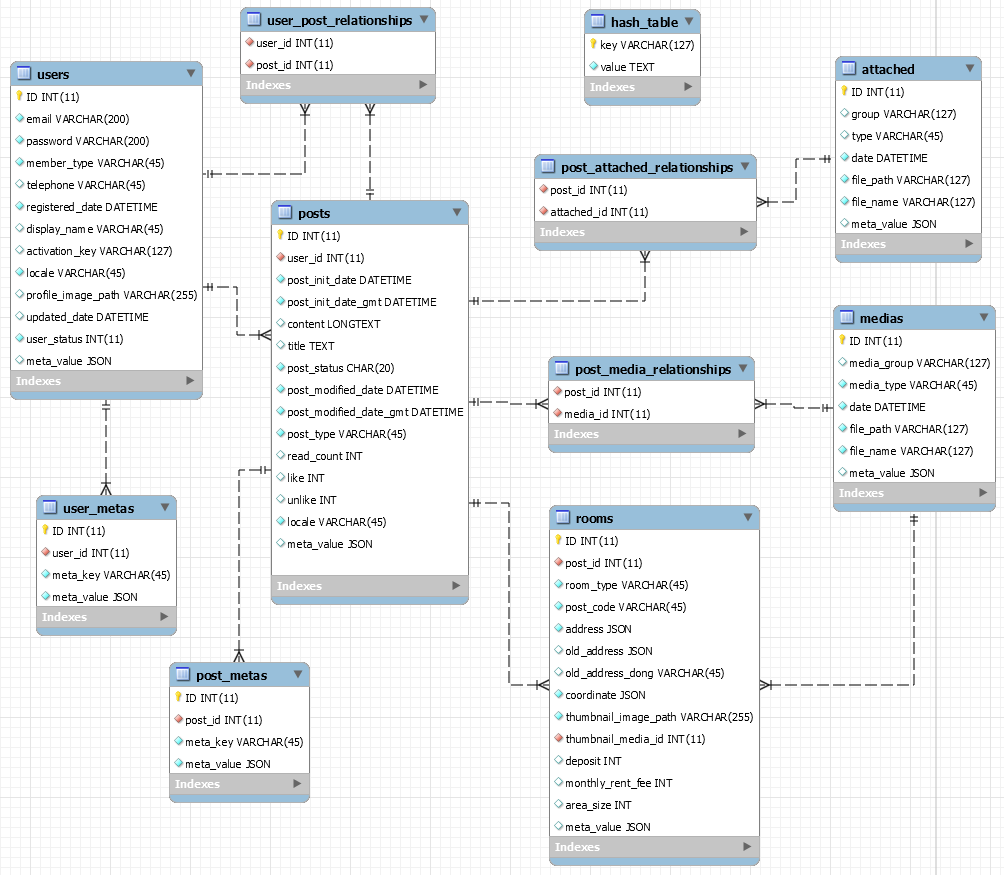 user_post_relationships
user_id INT(11)
post_id INT(11)
Indexes
hash_table
key VARCHAR(127)
value TEXT
Indexes
users
ID INT(11)
email VARCHAR(200)
password VARCHAR(200)
member_type VARCHAR(45)
telephone VARCHAR(45)
registered_date DATETIME
display_name VARCHAR(45)
activation_key VARCHAR(127)
locale VARCHAR(45)
profile_image_path VARCHAR(255)
updated_date DATETIME
user_status INT(11)
meta_value JSON
Indexes
attached
ID INT(11)
group VARCHAR(127)
type VARCHAR(45)
date DATETIME
file_path VARCHAR(127)
file_name VARCHAR(127)
meta_value JSON
Indexes
post_attached_relationships
post_id INT(11)
attached_id INT(11)
Indexes
posts
ID INT(11)
user_id INT(11)
post_init_date DATETIME
post_init_date_gmt DATETIME
content LONGTEXT
title TEXT
post_status CHAR(20)
post_modified_date DATETIME
post_modified_date_gmt DATETIME
post_type VARCHAR(45)
read_count INT
like INT
unlike INT
locale VARCHAR(45)
meta_value JSON
Indexes
medias
ID INT(11)
media_group VARCHAR(127)
media_type VARCHAR(45)
date DATETIME
file_path VARCHAR(127)
file_name VARCHAR(127)
meta_value JSON
Indexes
post_media_relationships
post_id INT(11)
media_id INT(11)
Indexes
user_metas
ID INT(11)
user_id INT(11)
meta_key VARCHAR(45)
meta_value JSON
Indexes
rooms
ID INT(11)
post_id INT(11)
room_type VARCHAR(45)
post_code VARCHAR(45)
address JSON
old_address JSON
old_address_dong VARCHAR(45)
coordinate JSON
thumbnail_image_path VARCHAR(255)
thumbnail_media_id INT(11)
deposit INT
monthly_rent_fee INT
area_size INT
meta_value JSON
Indexes
post_metas
ID INT(11)
post_id INT(11)
meta_key VARCHAR(45)
meta_value JSON
Indexes